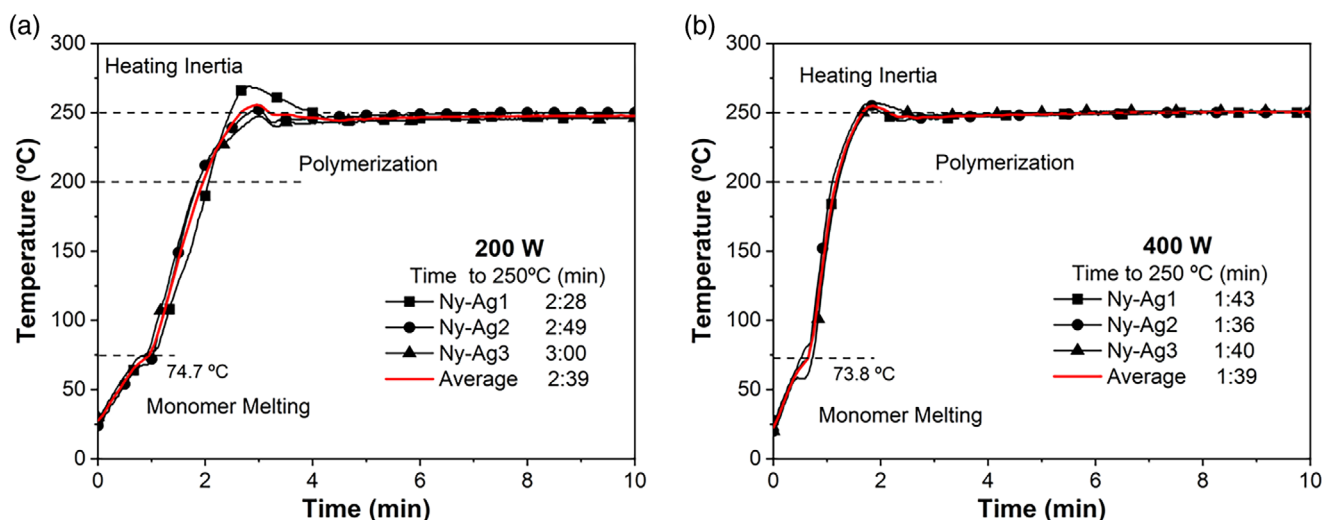 (a)
300
250
200
150
100
50
0
Temperature (ºC)
Heating Inertia
Polymerization
200 W
Time to 250ºC (min)
Ny-Ag1 2:28
Ny-Ag2 2:49
Ny-Ag3 3:00
Average 2:39
74.7 ºC
Monomer Melting
0 2 4 6 8 10
Time (min)
(b)
300
250
200
150
100
50
0
Temperature (ºC)
Heating Inertia
Polymerization
400 W
Time to 250 ºC (min)
Ny-Ag1 1:43
Ny-Ag2 1:36
Ny-Ag3 1:40
Average 1:39
73.8 ºC
Monomer Melting
0 2 4 6 8 10
Time (min)